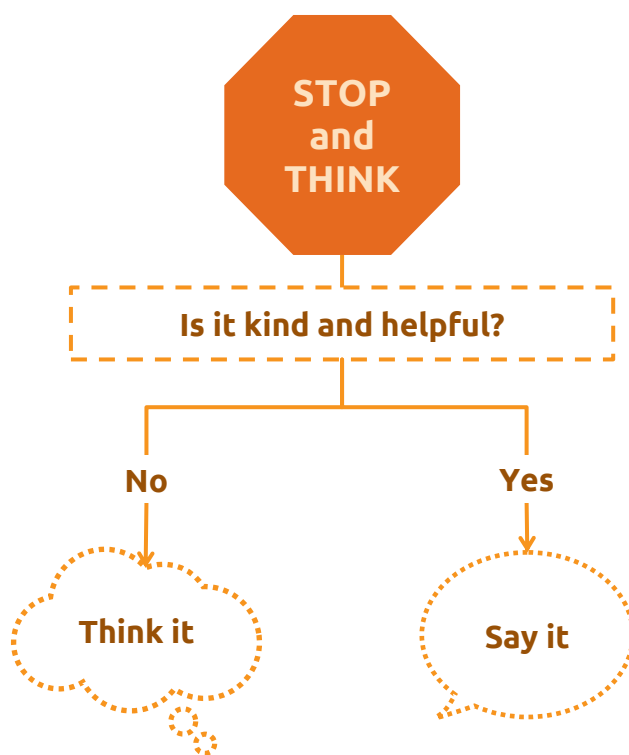 STOP
and
THINK
Is it kind and helpful?
No
Yes
Think it
Say it